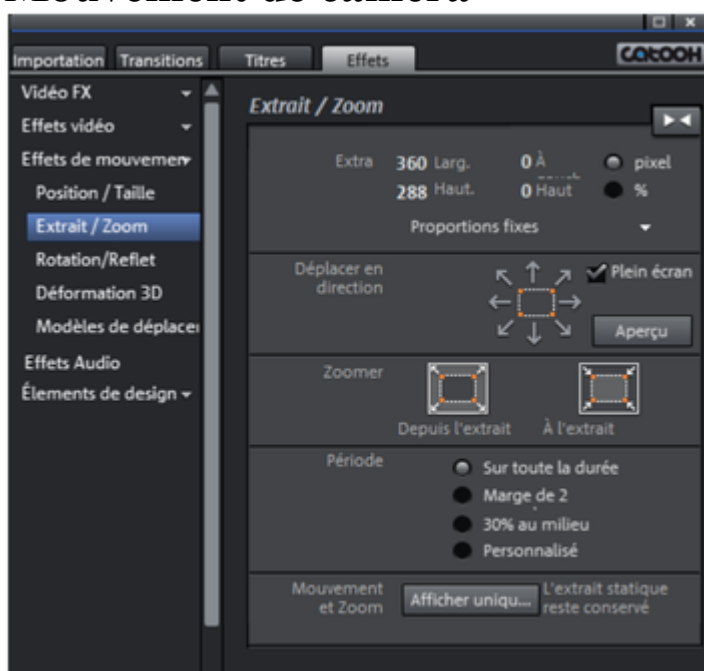 Importation Transitions Titres Effets catooh
Vidéo FX
Effets vidéo
Effets de mouvemen
Position / Taille
Extrait / Zoom
Rotation/Reflet
Déformation 3D
Modèles de déplace
Effets Audio
Élements de design
Extrait / Zoom
Extra 360 Larg. 0 À pixel
288 Haut. 0 Haut %
Proportions fixes
Déplacer en
direction
Plein écran
Aperçu
Zoomer
Depuis l'extrait À l'extrait
Période
Sur toute la durée
Marge de 2
30% au milieu
Personnalisé
Mouvement
et Zoom
Afficher uniqu...
L'extrait statique
reste conservé